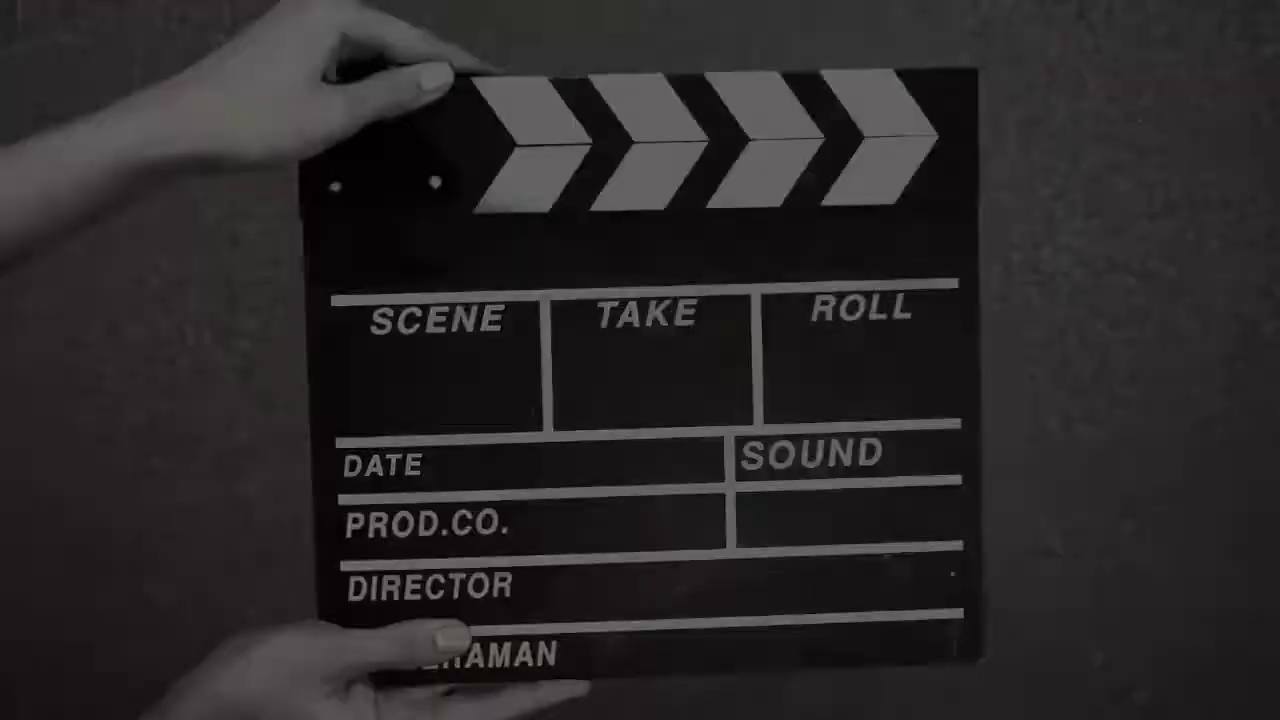 SCENE TAKE ROLL
DATE SOUND
PROD.CO.
DIRECTOR